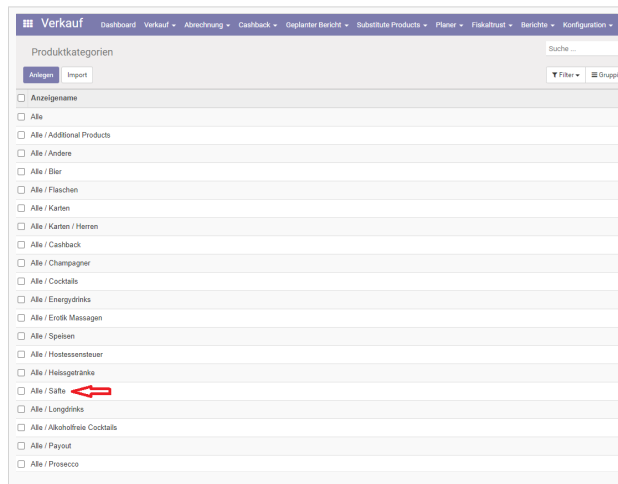 Verkauf Dashboard Verkauf Abrechnung Cashback Geplanter Bericht Substitute Products Planer Fiskaltrust Berichte Konfiguration
Produktkategorien Suche ...
Anlegen Import Filter Gruppi
Anzeigename
Alle
Alle / Additional Products
Alle / Andere
Alle / Bier
Alle / Flaschen
Alle / Karten
Alle / Karten / Herren
Alle / Cashback
Alle / Champagner
Alle / Cocktails
Alle / Energydrinks
Alle / Erotik Massagen
Alle / Speisen
Alle / Hostessensteuer
Alle / Heissgetränke
Alle / Säfte
Alle / Longdrinks
Alle / Alkoholfreie Cocktails
Alle / Payout
Alle / Prosecco